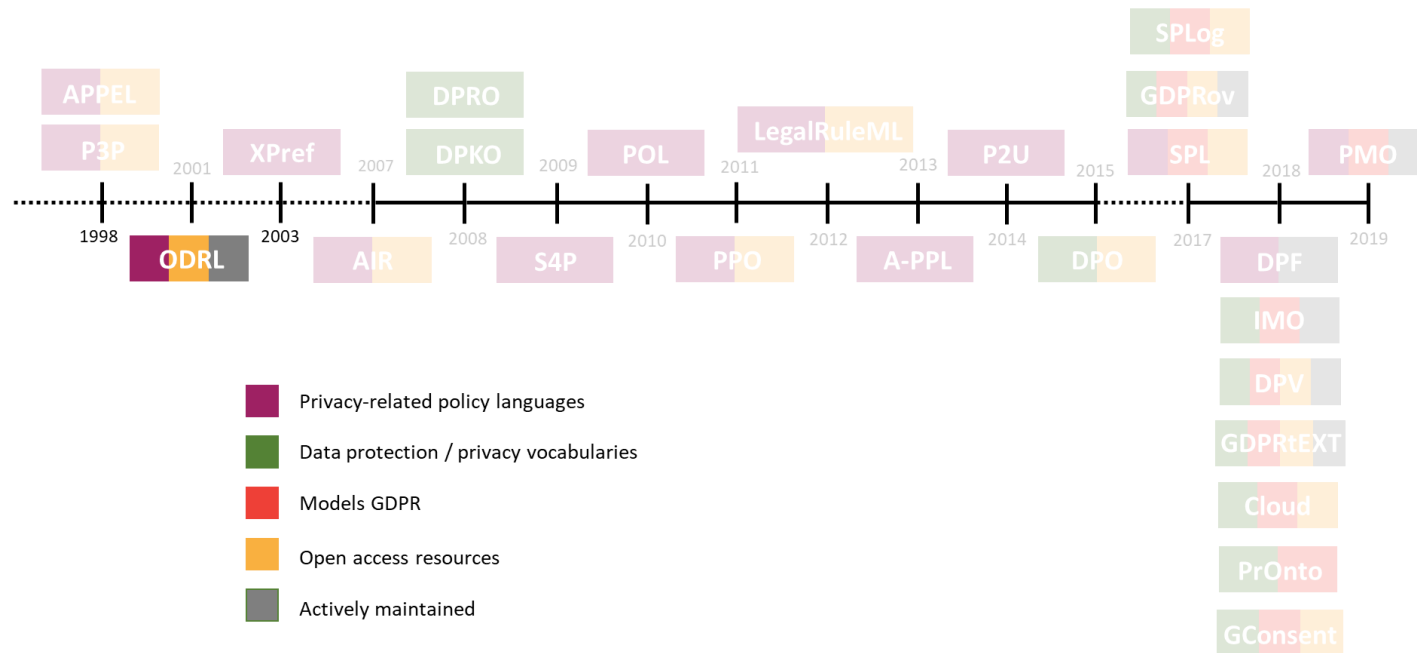 SPLog
APPEL
DPRO
GDPRov
LegalRuleML
P3P
XPref
DPKO
POL
P2U
SPL
PMO
2001
2007
2009
2011
2013
2015
2018
1998
2003
2008
2010
2012
2014
2017
2019
ODRL
AIR
S4P
PPO
A-PPL
DPO
DPF
IMO
DPV
Privacy-related policy languages
GDPRtEXT
Data protection / privacy vocabularies
Models GDPR
Cloud
Open access resources
PrOnto
Actively maintained
GConsent